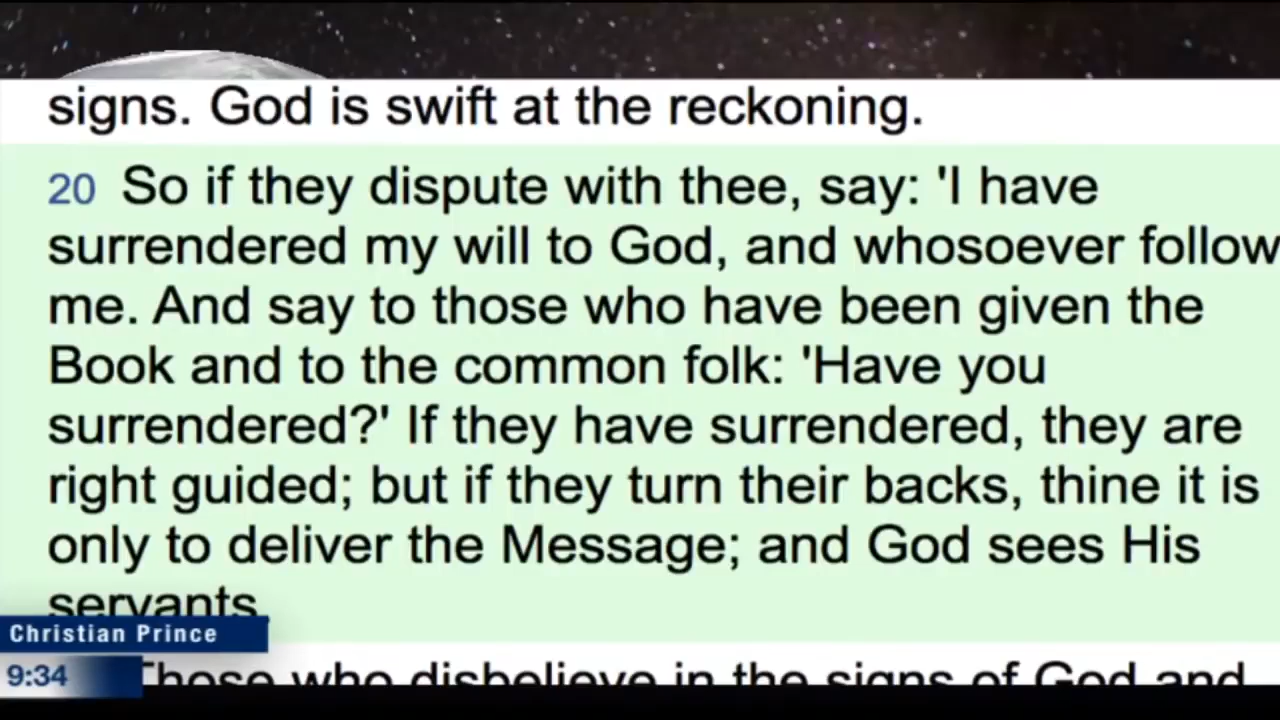 signs. God is swift at the reckoning.
20 So if they dispute with thee, say: 'I have
surrendered my will to God, and whosoever follow
me. And say to those who have been given the
Book and to the common folk: 'Have you
surrendered?' If they have surrendered, they are
right guided; but if they turn their backs, thine it is
only to deliver the Message; and God sees His
servants.
Christian Prince
9:34
Those who disbelieve in the signs of God and